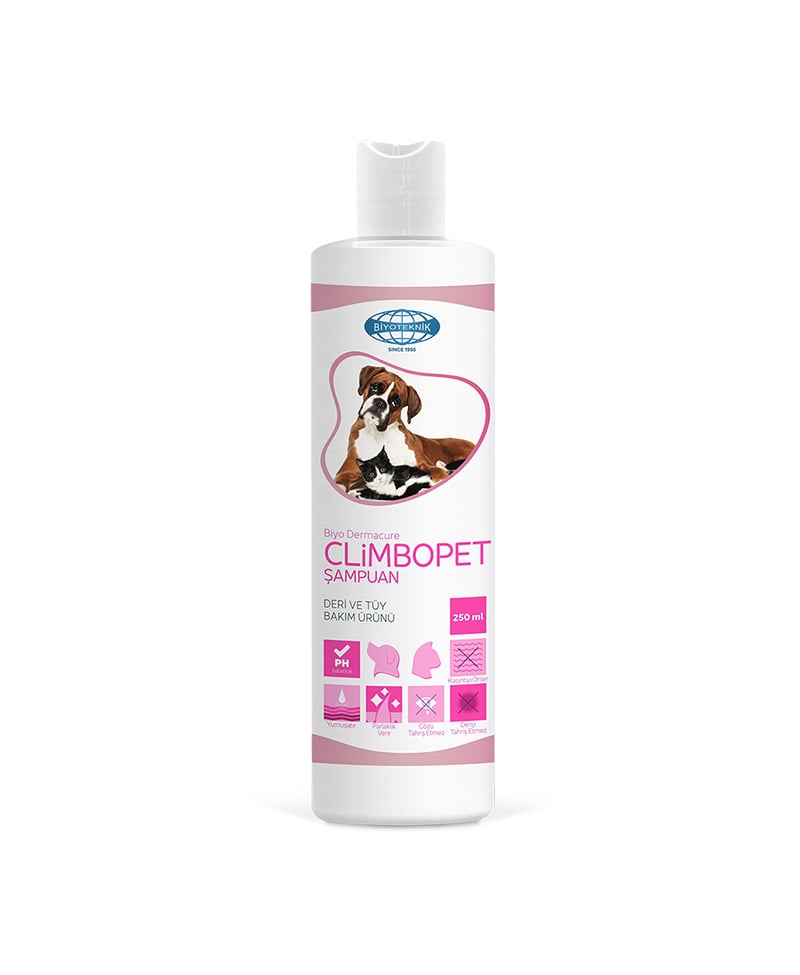 BİYOTEKNİK
SINCE 1955
Biyo Dermacure
CLiMBOPET
ŞAMPUAN
DERİ VE TÜY
BAKIM ÜRÜNÜ
250 ml
PH
Balance
Kaşıntıyı Önler
Yumuşatır
Parlaklık
Verir
Gözü
Tahriş Etmez
Deriyi
Tahriş Etmez